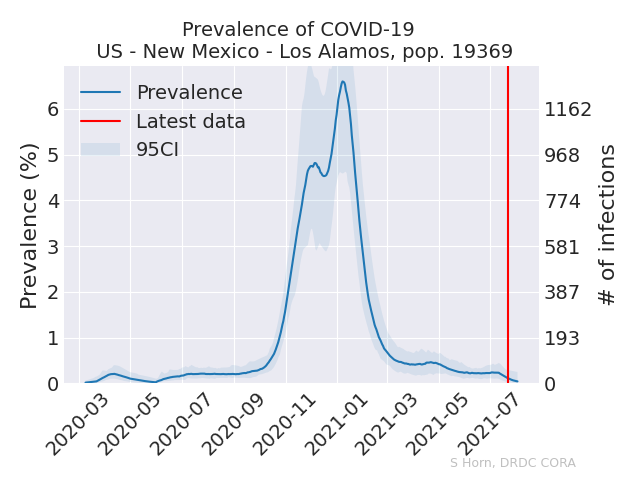 Prevalence of COVID-19
US - New Mexico - Los Alamos, pop. 19369
Prevalence
Latest data
95CI
Prevalence (%)
6
5
4
3
2
1
0
1162
968
774
581
387
193
0
# of infections
2020-03
2020-05
2020-07
2020-09
2020-11
2021-01
2021-03
2021-05
2021-07
S Horn, DRDC CORA